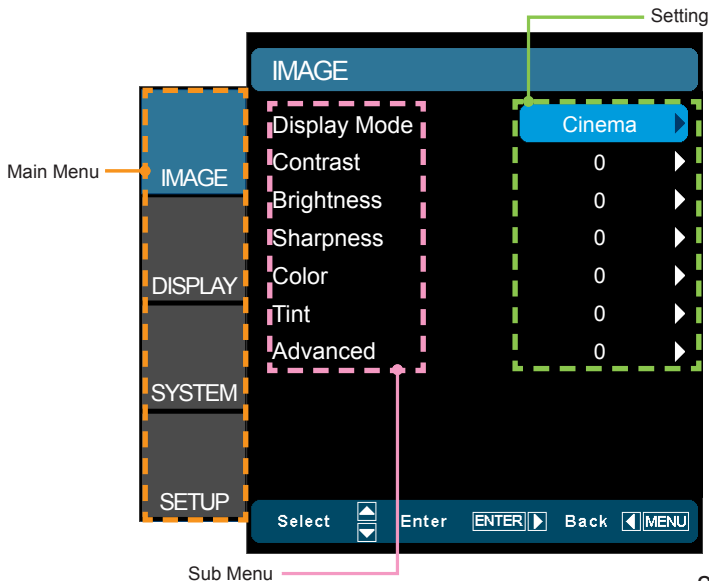 Setting
IMAGE
Main Menu
IMAGE
DISPLAY
SYSTEM
SETUP
Display Mode Cinema
Contrast 0
Brightness 0
Sharpness 0
Color 0
Tint 0
Advanced 0
Select Enter ENTER Back MENU
Sub Menu